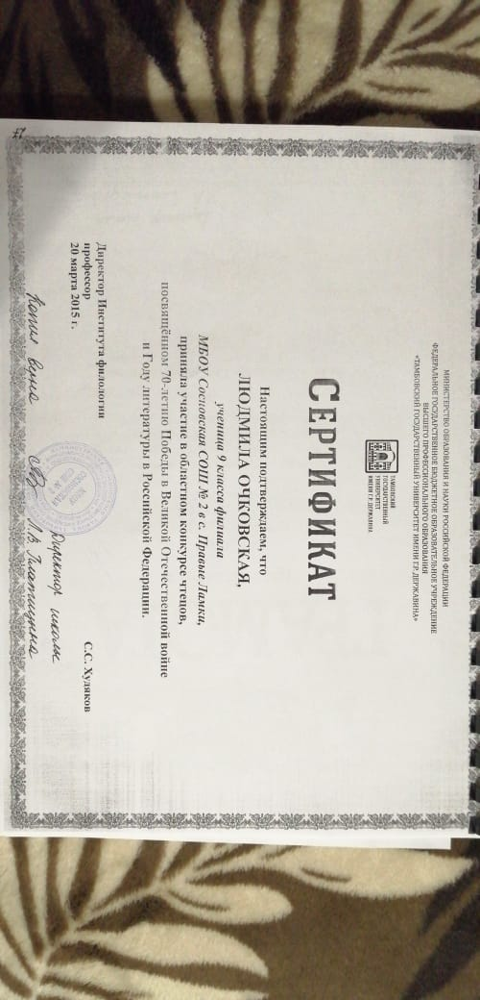 МИНИСТЕРСТВО ОБРАЗОВАНИЯ И НАУКИ РОССИЙСКОЙ ФЕДЕРАЦИИ
ФЕДЕРАЛЬНОЕ ГОСУДАРСТВЕННОЕ БЮДЖЕТНОЕ ОБРАЗОВАТЕЛЬНОЕ УЧРЕЖДЕНИЕ
ВЫСШЕГО ПРОФЕССИОНАЛЬНОГО ОБРАЗОВАНИЯ
«ТАМБОВСКИЙ ГОСУДАРСТВЕННЫЙ УНИВЕРСИТЕТ ИМЕНИ Г.Р. ДЕРЖАВИНА»
ТАМБОВСКИЙ
ГОСУДАРСТВЕННЫЙ
УНИВЕРСИТЕТ
ИМЕНИ Г.Р. ДЕРЖАВИНА
СЕРТИФИКАТ
Настоящим подтверждаем, что
ЛЮДМИЛА ОЧКОВСКАЯ,
ученица 9 класса филиала
МБОУ Сосновская СОШ № 2 в с. Правые Ламки,
приняла участие в областном конкурсе чтецов,
посвящённом 70-летию Победы в Великой Отечественной войне
и Году литературы в Российской Федерации.
Директор Института филологии
профессор
С.С. Худяков
20 марта 2015 г.
Директор школы
Копия верна